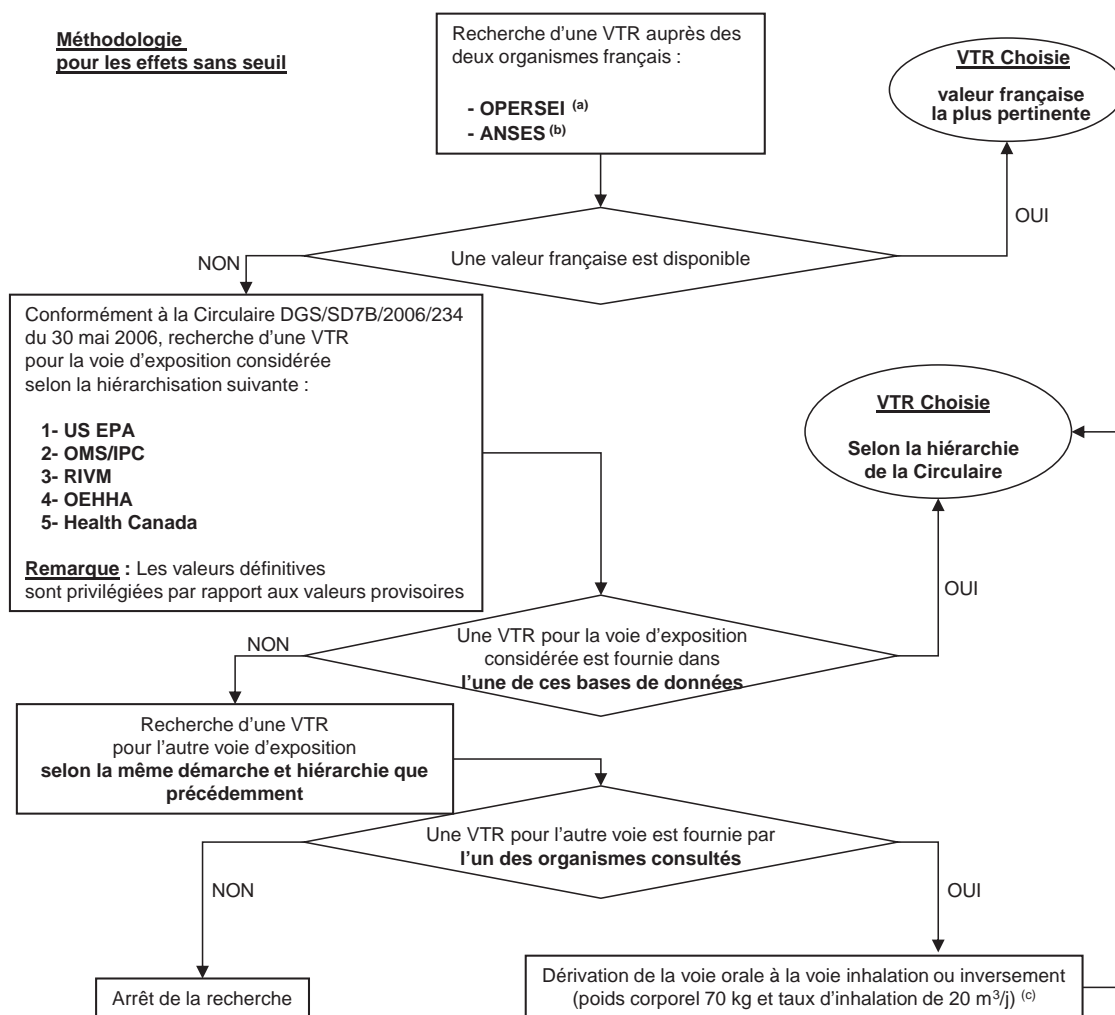 Méthodologie
pour les effets sans seuil
Recherche d'une VTR auprès des
deux organismes français :
- OPERSEI (a)
- ANSES (b)
VTR Choisie
valeur française
la plus pertinente
OUI
Une valeur française est disponible
NON
Conformément à la Circulaire DGS/SD7B/2006/234
du 30 mai 2006, recherche d'une VTR
pour la voie d'exposition considérée
selon la hiérarchisation suivante :
1- US EPA
2- OMS/IPC
3- RIVM
4- OEHHA
5- Health Canada
Remarque : Les valeurs définitives
sont privilégiées par rapport aux valeurs provisoires
VTR Choisie
Selon la hiérarchie
de la Circulaire
OUI
Une VTR pour la voie d'exposition
considérée est fournie dans
l'une de ces bases de données
NON
Recherche d'une VTR
pour l'autre voie d'exposition
selon la même démarche et hiérarchie que
précédemment
Une VTR pour l'autre voie est fournie par
l'un des organismes consultés
NON
OUI
Arrêt de la recherche
Dérivation de la voie orale à la voie inhalation ou inversement
(poids corporel 70 kg et taux d'inhalation de 20 m³/j) (c)